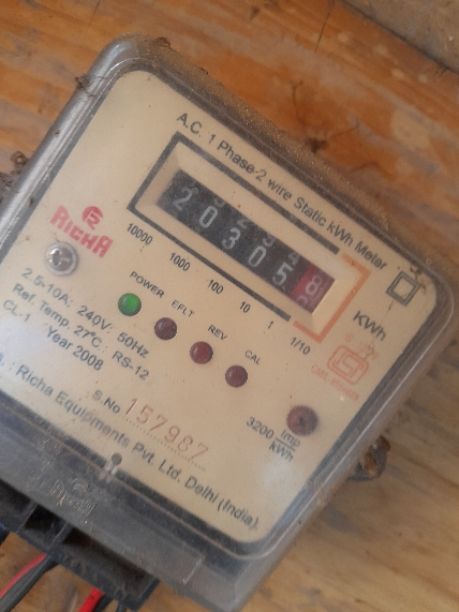 A.C. 1 Phase-2 wire Static kWh Meter
20305
RICHA
10000 1000 100 10 1 1/10
KWh
POWER EFLT REV CAL
2.5-10A: 240V: 50Hz
Ref. Temp. 27°C RS-12
CL-1 Year 2008
S.No 157987
3200 imp/kWh
Richa Equipments Pvt. Ltd. Delhi (India).